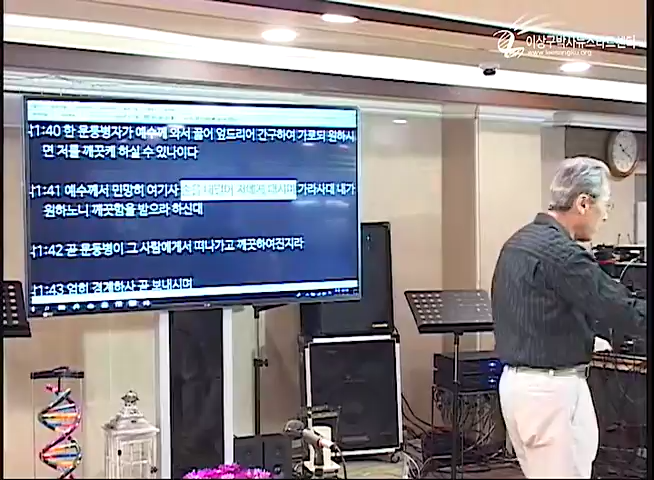 이상구박사뉴스타트센터
www.leesangku.org
막1:40 한 문둥병자가 예수께 와서 꿇어 엎드리어 간구하여 가로되 원하시
면 저를 깨끗케 하실 수 있나이다
막1:41 예수께서 민망히 여기사 손을 내밀어 저에게 대시며 가라사대 내가
원하노니 깨끗함을 받으라 하신대
막1:42 곧 문둥병이 그 사람에게서 떠나가고 깨끗하여진지라
막1:43 엄히 경계하사 곧 보내시며